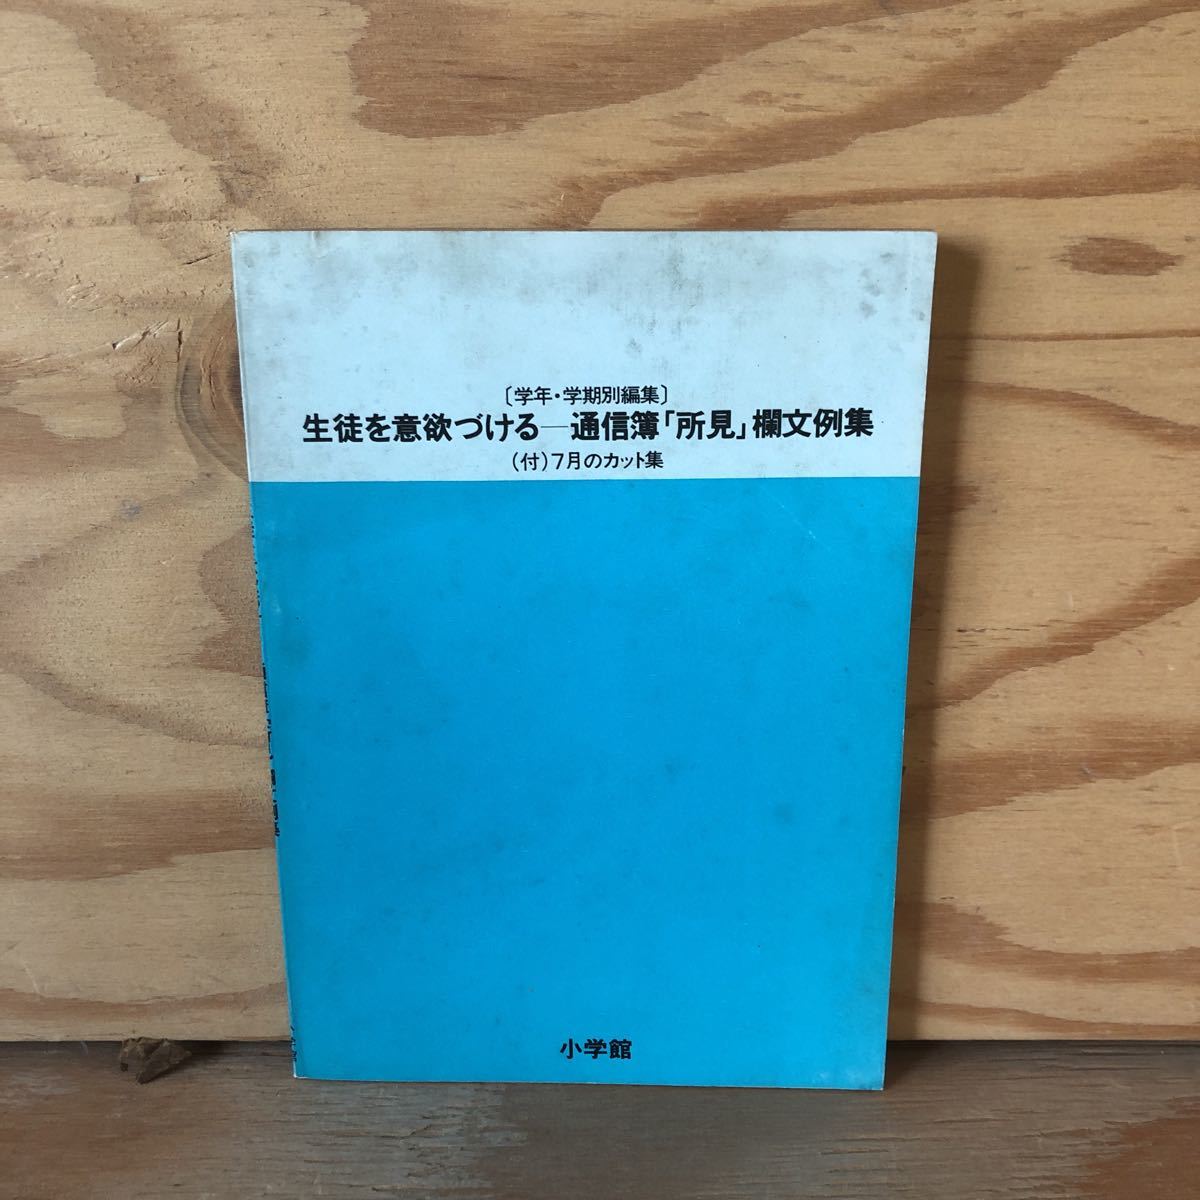 〔学年・学期別編集〕
生徒を意欲づける─通信簿「所見」欄文例集
(付)7月のカット集
小学館